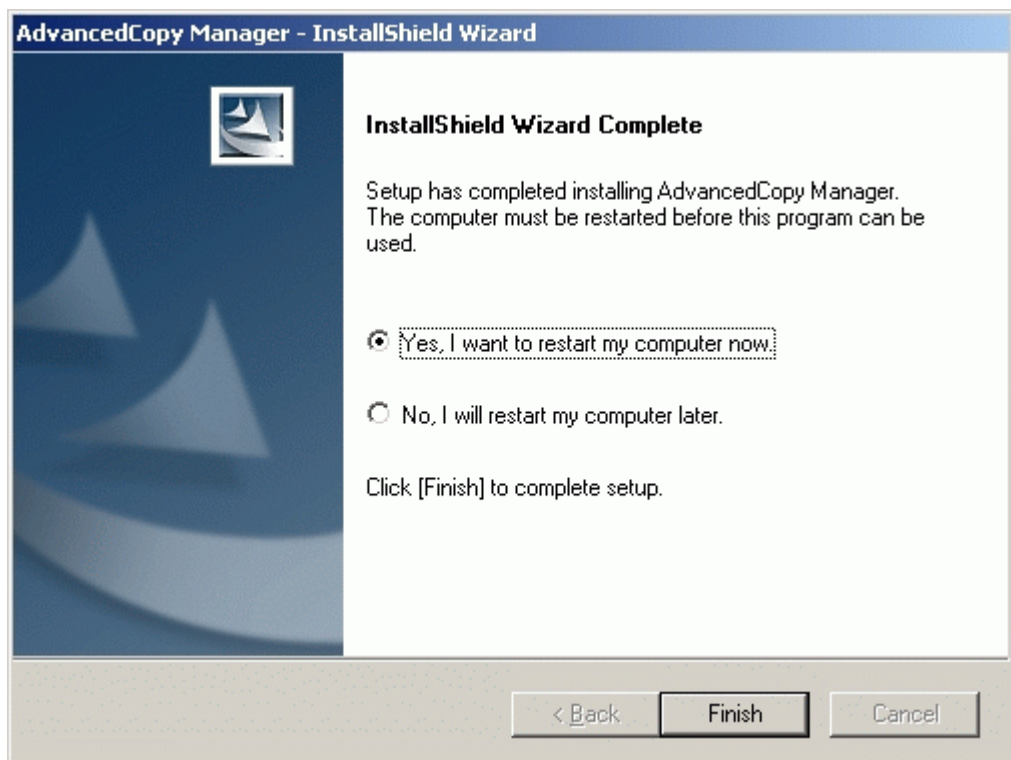 AdvancedCopy Manager - InstallShield Wizard
InstallShield Wizard Complete
Setup has completed installing AdvancedCopy Manager.
The computer must be restarted before this program can be
used.
Yes, I want to restart my computer now.
No, I will restart my computer later.
Click [Finish] to complete setup.
< Back Finish Cancel